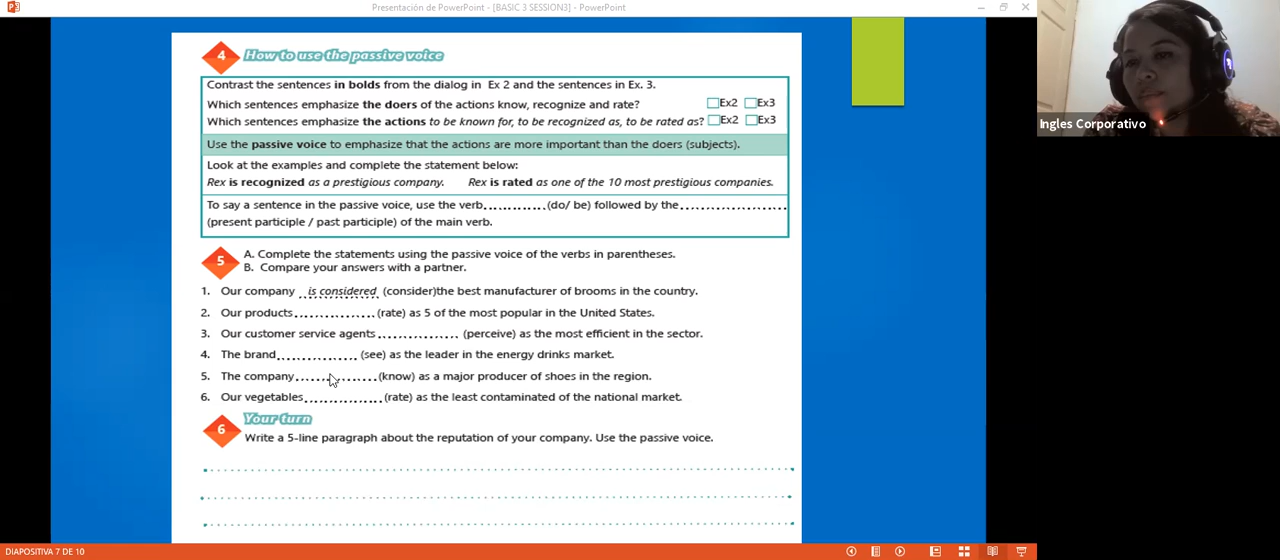 Presentación de PowerPoint - [BASIC 3 SESSION3] - PowerPoint
4 How to use the passive voice
Contrast the sentences in bolds from the dialog in Ex 2 and the sentences in Ex. 3.
Which sentences emphasize the doers of the actions know, recognize and rate? Ex2 Ex3
Which sentences emphasize the actions to be known for, to be recognized as, to be rated as? Ex2 Ex3
Use the passive voice to emphasize that the actions are more important than the doers (subjects).
Look at the examples and complete the statement below:
Rex is recognized as a prestigious company. Rex is rated as one of the 10 most prestigious companies.
To say a sentence in the passive voice, use the verb............(do/ be) followed by the....................
(present participle / past participle) of the main verb.
5 A. Complete the statements using the passive voice of the verbs in parentheses.
B. Compare your answers with a partner.
1. Our company is considered (consider)the best manufacturer of brooms in the country.
2. Our products...............(rate) as 5 of the most popular in the United States.
3. Our customer service agents ............... (perceive) as the most efficient in the sector.
4. The brand............... (see) as the leader in the energy drinks market.
5. The company...............(know) as a major producer of shoes in the region.
6. Our vegetables...............(rate) as the least contaminated of the national market.
6 Your turn
Write a 5-line paragraph about the reputation of your company. Use the passive voice.
Ingles Corporativo
DIAPOSITIVA 7 DE 10